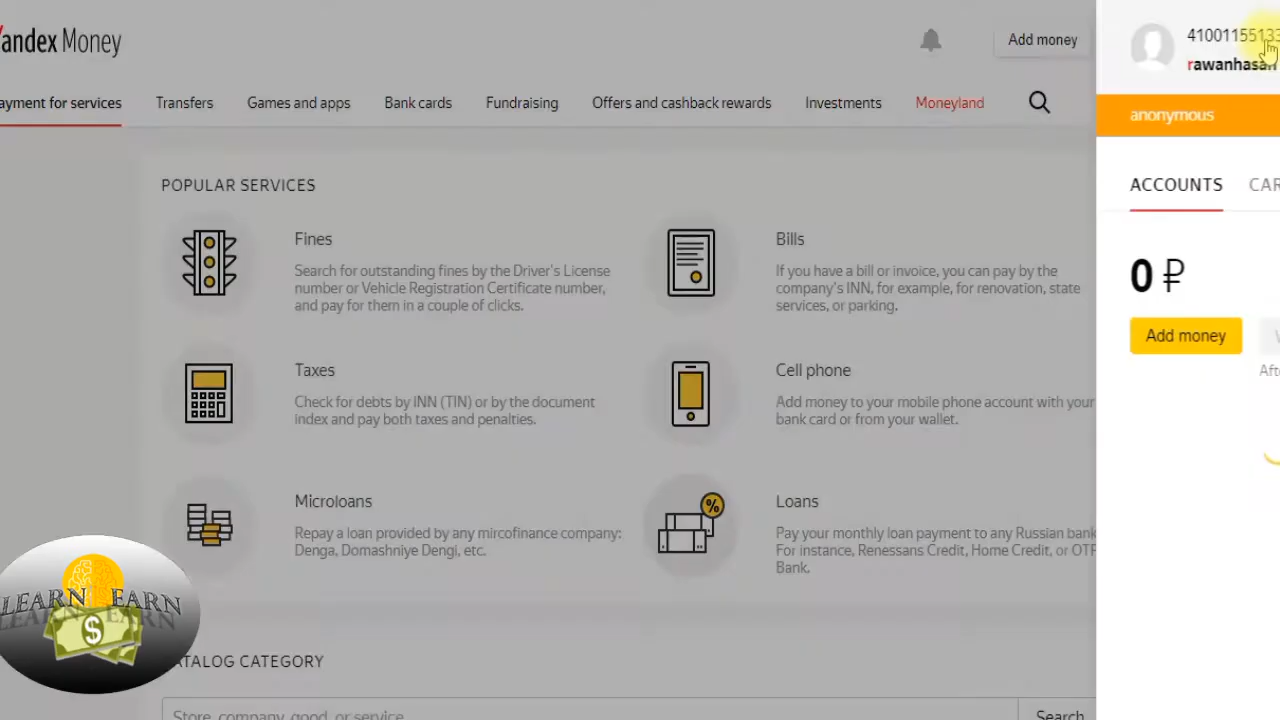 Yandex Money
Add money
41001155133
rawanhasan
Payment for services
Transfers
Games and apps
Bank cards
Fundraising
Offers and cashback rewards
Investments
Moneyland
anonymous
ACCOUNTS
CAR
POPULAR SERVICES
Fines
Search for outstanding fines by the Driver's License
number or Vehicle Registration Certificate number,
and pay for them in a couple of clicks.
Bills
If you have a bill or invoice, you can pay by the
company's INN, for example, for renovation, state
services, or parking.
0 ₽
Add money
Afte
Taxes
Check for debts by INN (TIN) or by the document
index and pay both taxes and penalties.
Cell phone
Add money to your mobile phone account with your
bank card or from your wallet.
Microloans
Repay a loan provided by any mircofinance company:
Denga, Domashniye Dengi, etc.
Loans
%
Pay your monthly loan payment to any Russian bank
For instance, Renessans Credit, Home Credit, or OTP
Bank.
LEARN EARN
$
CATALOG CATEGORY
Store, company, good, or service
Search